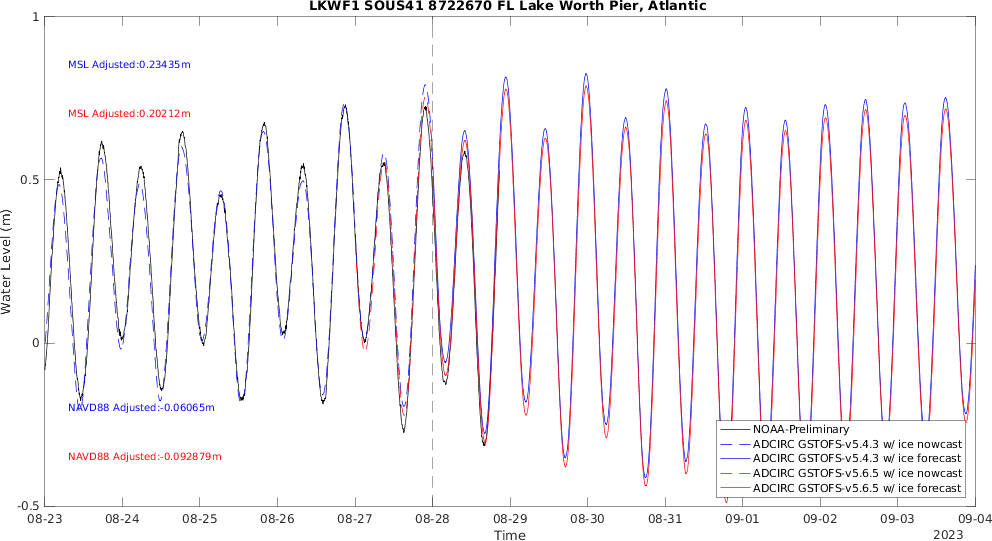 LKWF1 SOUS41 8722670 FL Lake Worth Pier, Atlantic
1
0.5
0
-0.5
Water Level (m)
MSL Adjusted:0.23435m
MSL Adjusted:0.20212m
NAVD88 Adjusted:-0.06065m
NAVD88 Adjusted:-0.092879m
NOAA-Preliminary
ADCIRC GSTOFS-v5.4.3 w/ice nowcast
ADCIRC GSTOFS-v5.4.3 w/ice forecast
ADCIRC GSTOFS-v5.6.5 w/ice nowcast
ADCIRC GSTOFS-v5.6.5 w/ice forecast
08-23 08-24 08-25 08-26 08-27 08-28 08-29 08-30 08-31 09-01 09-02 09-03 09-04
Time
2023